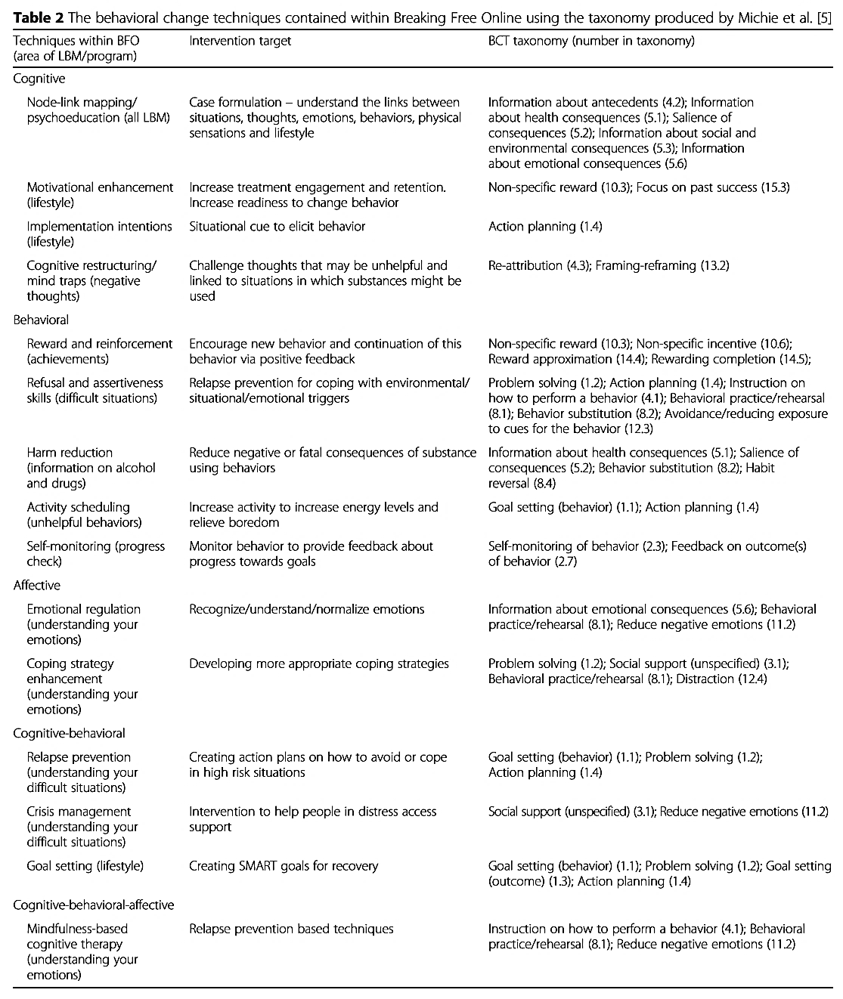 Table 2 The behavioral change techniques contained within Breaking Free Online using the taxonomy produced by Michie et al. [5]
Techniques within BFO
(area of LBM/program)
Intervention target
BCT taxonomy (number in taxonomy)
Cognitive
Node-link mapping/
psychoeducation (all LBM)
Case formulation – understand the links between
situations, thoughts, emotions, behaviors, physical
sensations and lifestyle
Information about antecedents (4.2); Information
about health consequences (5.1); Salience of
consequences (5.2); Information about social and
environmental consequences (5.3); Information
about emotional consequences (5.6)
Motivational enhancement
(lifestyle)
Increase treatment engagement and retention.
Increase readiness to change behavior
Non-specific reward (10.3); Focus on past success (15.3)
Implementation intentions
(lifestyle)
Situational cue to elicit behavior
Action planning (1.4)
Cognitive restructuring/
mind traps (negative
thoughts)
Challenge thoughts that may be unhelpful and
linked to situations in which substances might be
used
Re-attribution (4.3); Framing-reframing (13.2)
Behavioral
Reward and reinforcement
(achievements)
Encourage new behavior and continuation of this
behavior via positive feedback
Non-specific reward (10.3); Non-specific incentive (10.6);
Reward approximation (14.4); Rewarding completion (14.5);
Refusal and assertiveness
skills (difficult situations)
Relapse prevention for coping with environmental/
situational/emotional triggers
Problem solving (1.2); Action planning (1.4); Instruction on
how to perform a behavior (4.1); Behavioral practice/rehearsal
(8.1); Behavior substitution (8.2); Avoidance/reducing exposure
to cues for the behavior (12.3)
Harm reduction
(information on alcohol
and drugs)
Reduce negative or fatal consequences of substance
using behaviors
Information about health consequences (5.1); Salience of
consequences (5.2); Behavior substitution (8.2); Habit
reversal (8.4)
Activity scheduling
(unhelpful behaviors)
Increase activity to increase energy levels and
relieve boredom
Goal setting (behavior) (1.1); Action planning (1.4)
Self-monitoring (progress
check)
Monitor behavior to provide feedback about
progress towards goals
Self-monitoring of behavior (2.3); Feedback on outcome(s)
of behavior (2.7)
Affective
Emotional regulation
(understanding your
emotions)
Recognize/understand/normalize emotions
Information about emotional consequences (5.6); Behavioral
practice/rehearsal (8.1); Reduce negative emotions (11.2)
Coping strategy
enhancement
(understanding your
emotions)
Developing more appropriate coping strategies
Problem solving (1.2); Social support (unspecified) (3.1);
Behavioral practice/rehearsal (8.1); Distraction (12.4)
Cognitive-behavioral
Relapse prevention
(understanding your
difficult situations)
Creating action plans on how to avoid or cope
in high risk situations
Goal setting (behavior) (1.1); Problem solving (1.2);
Action planning (1.4)
Crisis management
(understanding your
difficult situations)
Intervention to help people in distress access
support
Social support (unspecified) (3.1); Reduce negative emotions (11.2)
Goal setting (lifestyle)
Creating SMART goals for recovery
Goal setting (behavior) (1.1); Problem solving (1.2); Goal setting
(outcome) (1.3); Action planning (1.4)
Cognitive-behavioral-affective
Mindfulness-based
cognitive therapy
(understanding your
emotions)
Relapse prevention based techniques
Instruction on how to perform a behavior (4.1); Behavioral
practice/rehearsal (8.1); Reduce negative emotions (11.2)